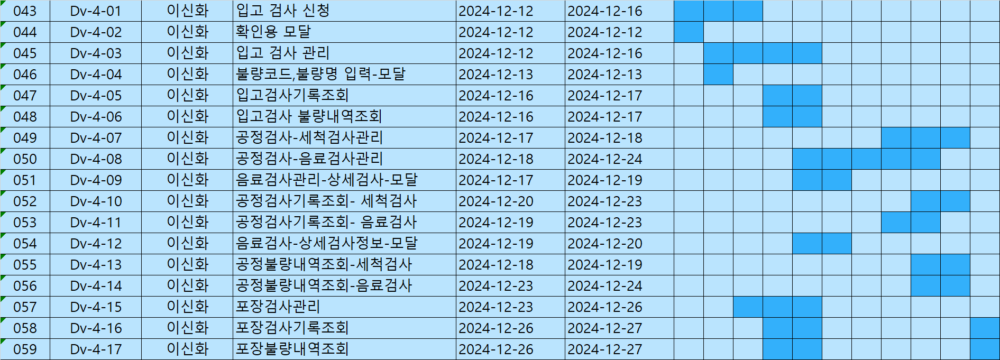 043 Dv-4-01 이신화 입고 검사 신청 2024-12-12 2024-12-16
044 Dv-4-02 이신화 확인용 모달 2024-12-12 2024-12-12
045 Dv-4-03 이신화 입고 검사 관리 2024-12-12 2024-12-16
046 Dv-4-04 이신화 불량코드,불량명 입력-모달 2024-12-13 2024-12-13
047 Dv-4-05 이신화 입고검사기록조회 2024-12-16 2024-12-17
048 Dv-4-06 이신화 입고검사 불량내역조회 2024-12-16 2024-12-17
049 Dv-4-07 이신화 공정검사-세척검사관리 2024-12-17 2024-12-18
050 Dv-4-08 이신화 공정검사-음료검사관리 2024-12-18 2024-12-24
051 Dv-4-09 이신화 음료검사관리-상세검사-모달 2024-12-17 2024-12-19
052 Dv-4-10 이신화 공정검사기록조회- 세척검사 2024-12-20 2024-12-23
053 Dv-4-11 이신화 공정검사기록조회- 음료검사 2024-12-19 2024-12-23
054 Dv-4-12 이신화 음료검사-상세검사정보-모달 2024-12-19 2024-12-20
055 Dv-4-13 이신화 공정불량내역조회-세척검사 2024-12-18 2024-12-19
056 Dv-4-14 이신화 공정불량내역조회-음료검사 2024-12-23 2024-12-24
057 Dv-4-15 이신화 포장검사관리 2024-12-23 2024-12-26
058 Dv-4-16 이신화 포장검사기록조회 2024-12-26 2024-12-27
059 Dv-4-17 이신화 포장불량내역조회 2024-12-26 2024-12-27